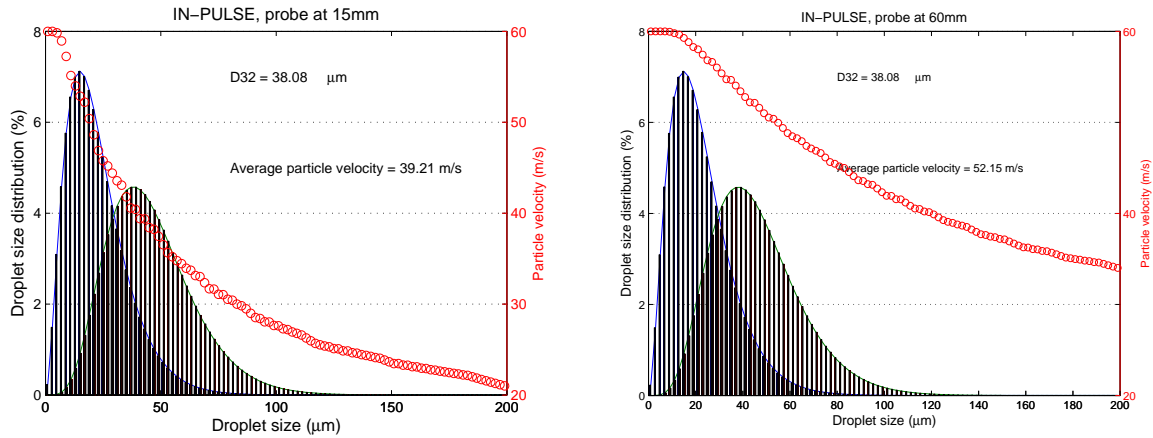 IN−PULSE, probe at 15mm
8
6
4
2
0
Droplet size distribution (%)
D32 = 38.08 μm
Average particle velocity = 39.21 m/s
60
50
40
30
20
Particle velocity (m/s)
0 50 100 150 200
Droplet size (μm)
IN−PULSE, probe at 60mm
8
6
4
2
0
Droplet size distribution (%)
D32 = 38.08 μm
Average particle velocity = 52.15 m/s
60
40
20
Particle velocity (m/s)
0 20 40 60 80 100 120 140 160 180 200
Droplet size (μm)